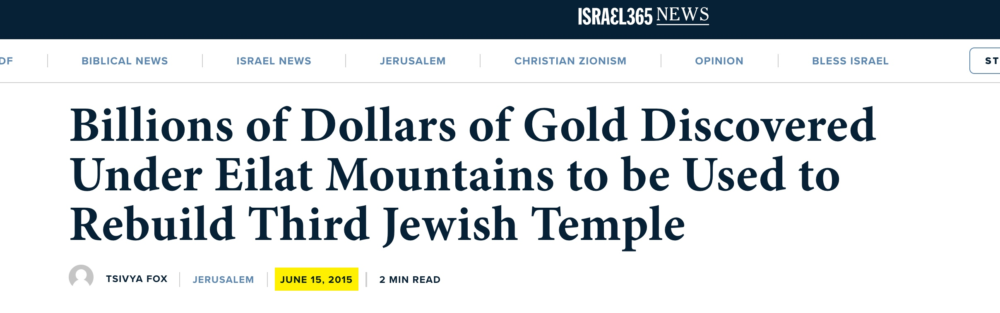 ISRAEL365 NEWS
DF | BIBLICAL NEWS | ISRAEL NEWS | JERUSALEM | CHRISTIAN ZIONISM | OPINION | BLESS ISRAEL | ST
Billions of Dollars of Gold Discovered
Under Eilat Mountains to be Used to
Rebuild Third Jewish Temple
TSIVYA FOX | JERUSALEM | JUNE 15, 2015 | 2 MIN READ